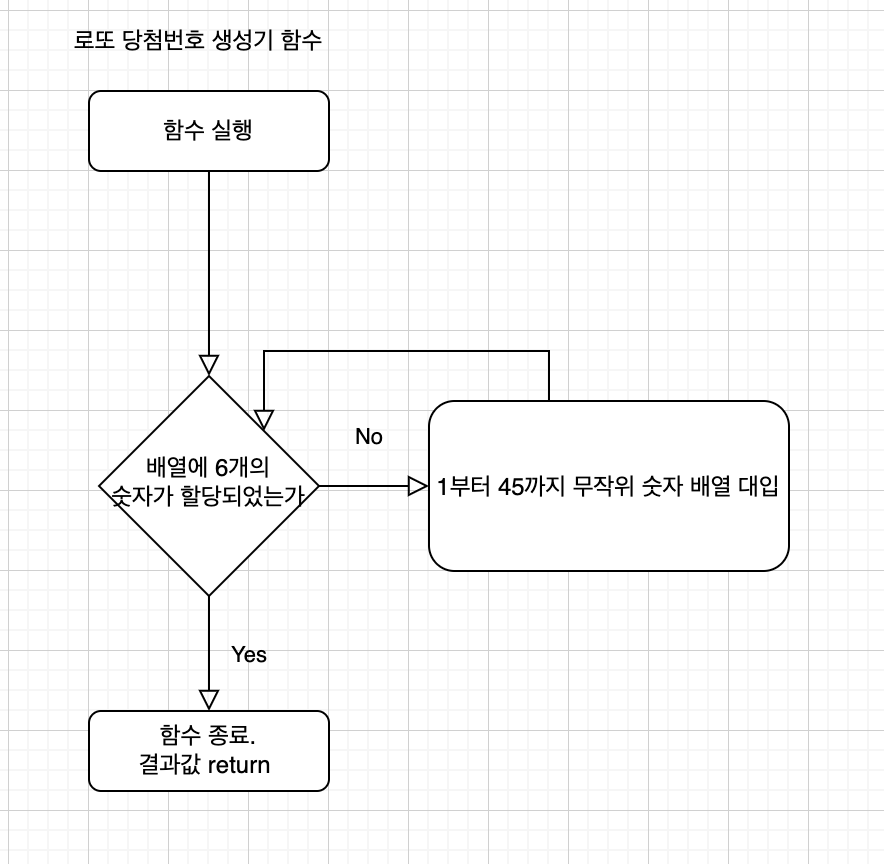 로또 당첨번호 생성기 함수
함수 실행
배열에 6개의
숫자가 할당되었는가
No
1부터 45까지 무작위 숫자 배열 대입
Yes
함수 종료.
결과값 return